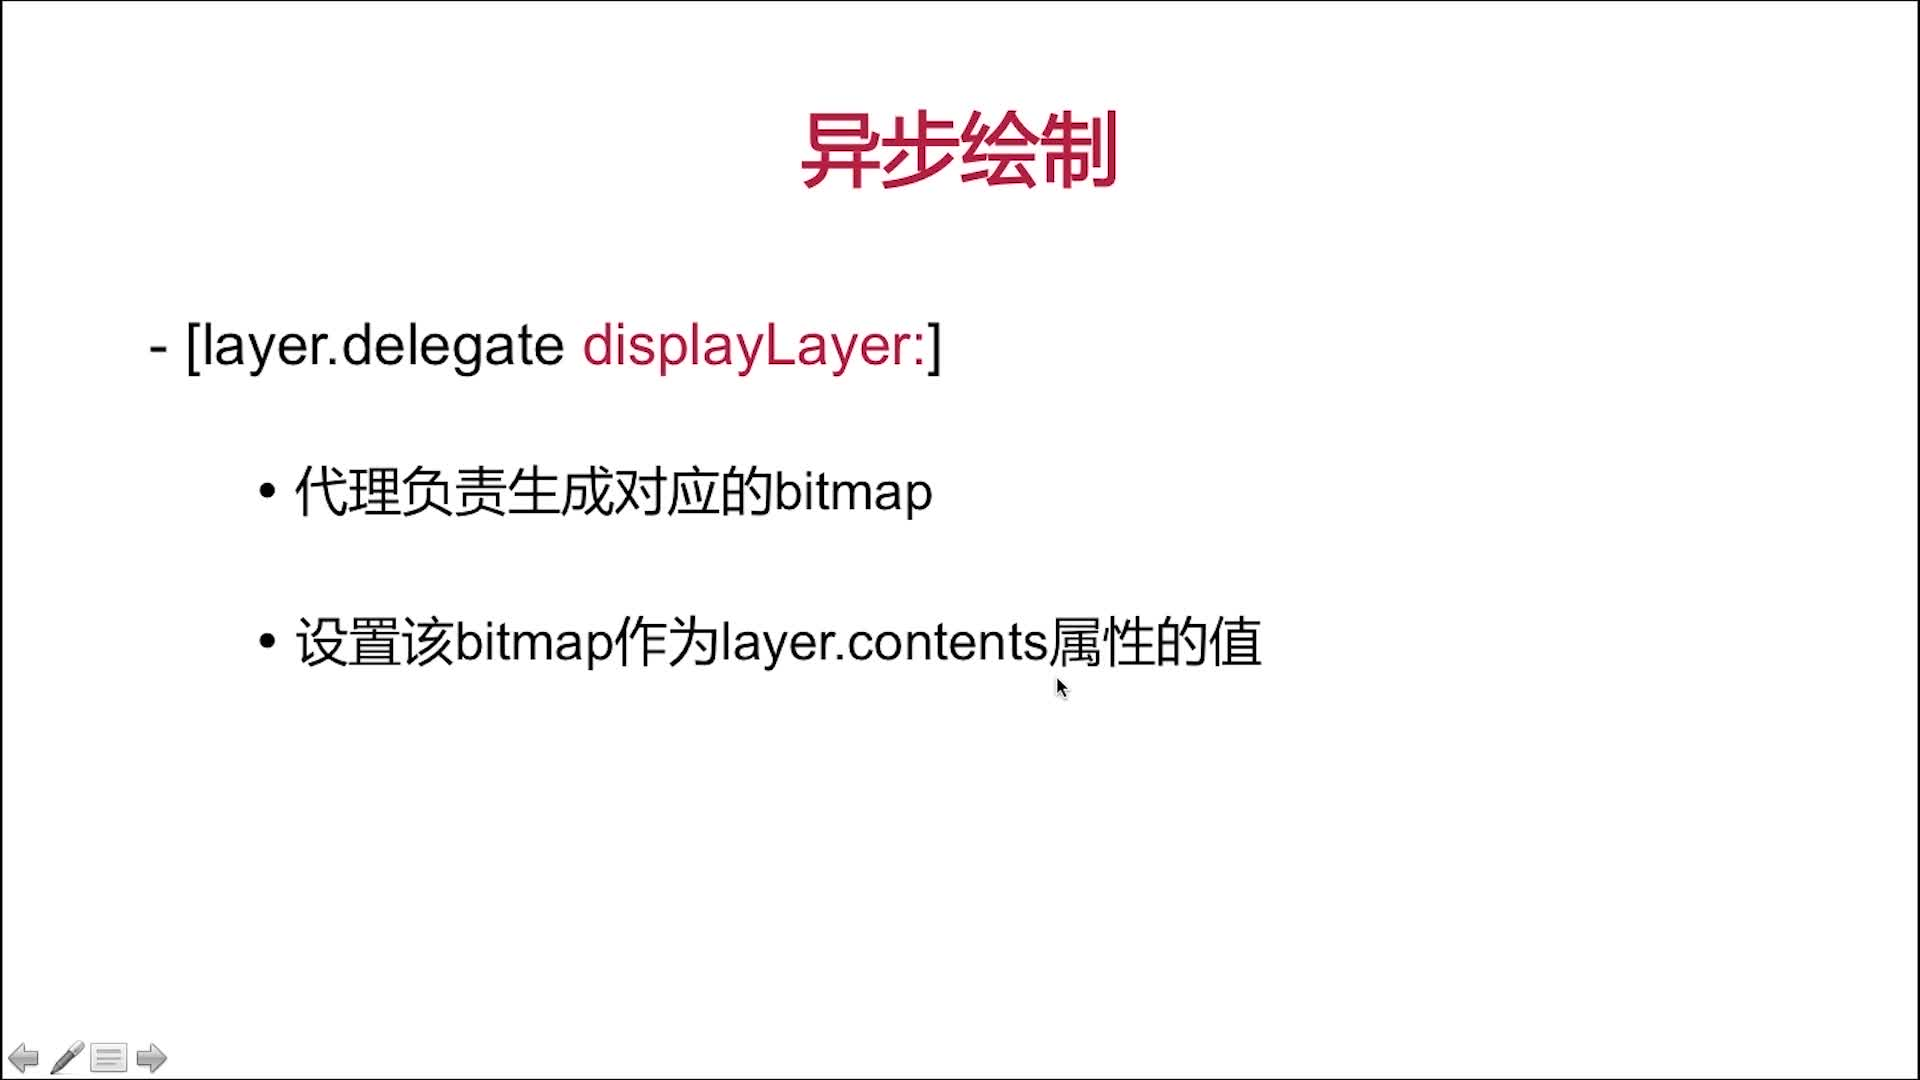 异步绘制
- [layer.delegate displayLayer:]
• 代理负责生成对应的bitmap
• 设置该bitmap作为layer.contents属性的值